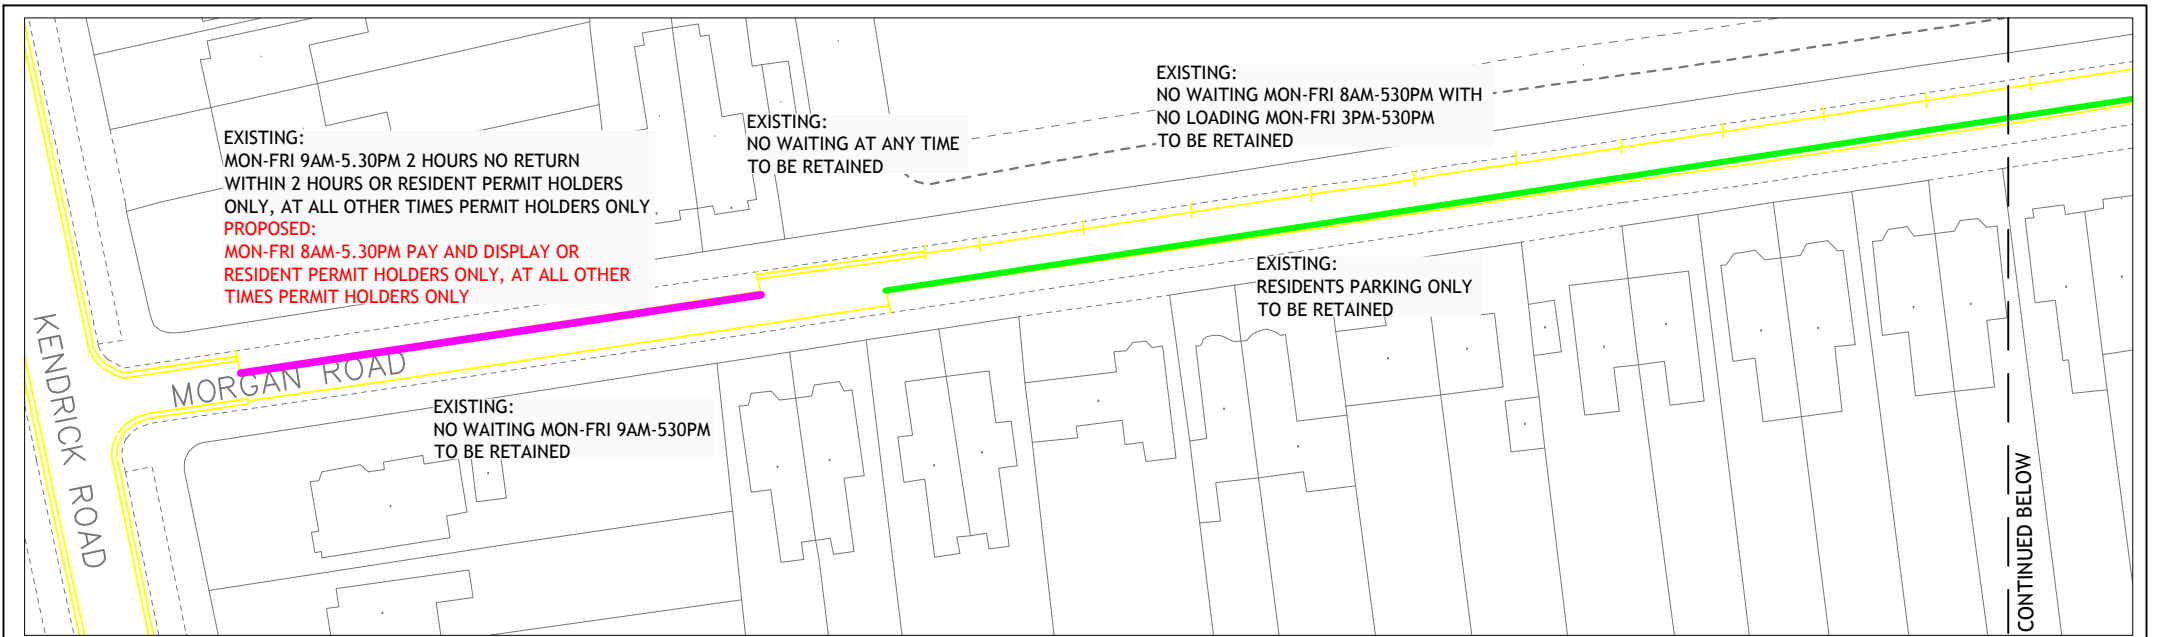 EXISTING:
NO WAITING MON-FRI 8AM-530PM WITH
NO LOADING MON-FRI 3PM-530PM
TO BE RETAINED
EXISTING:
NO WAITING AT ANY TIME
TO BE RETAINED
EXISTING:
MON-FRI 9AM-5.30PM 2 HOURS NO RETURN
WITHIN 2 HOURS OR RESIDENT PERMIT HOLDERS
ONLY, AT ALL OTHER TIMES PERMIT HOLDERS ONLY
PROPOSED:
MON-FRI 8AM-5.30PM PAY AND DISPLAY OR
RESIDENT PERMIT HOLDERS ONLY, AT ALL OTHER
TIMES PERMIT HOLDERS ONLY
EXISTING:
RESIDENTS PARKING ONLY
TO BE RETAINED
KENDRICK ROAD
MORGAN ROAD
EXISTING:
NO WAITING MON-FRI 9AM-530PM
TO BE RETAINED
CONTINUED BELOW